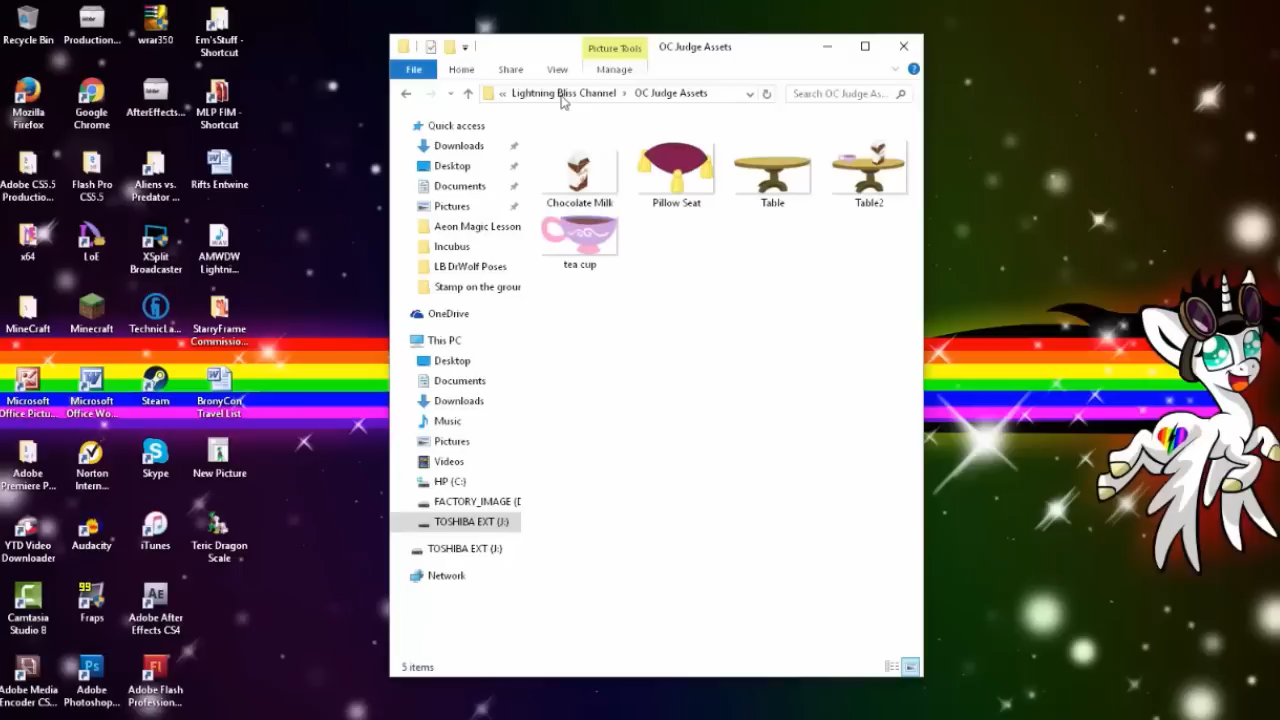 Recycle Bin
Production...
wrar350
Em'sStuff - Shortcut
Mozilla Firefox
Google Chrome
AfterEffects...
MLP FIM - Shortcut
Adobe CS5.5 Productio...
Flash Pro CS5.5
Aliens vs. Predator ...
Rifts Entwine
x64
LoE
XSplit Broadcaster
AMWDW Lightni...
MineCraft
Minecraft
TechnicLa...
StarryFrame Commissio...
Microsoft Office Pictu...
Microsoft Office Wo...
Steam
BronyCon Travel List
Adobe Premiere P...
Norton Intern...
Skype
New Picture
YTD Video Downloader
Audacity
iTunes
Teric Dragon Scale
Camtasia Studio 8
99
Fraps
Adobe After Effects CS4
Adobe Media Encoder CS...
Adobe Photoshop...
Adobe Flash Profession...
Picture Tools
OC Judge Assets
File
Home
Share
View
Manage
« Lightning Bliss Channel › OC Judge Assets
Search OC Judge As...
Quick access
Downloads
Desktop
Documents
Pictures
Aeon Magic Lesson
Incubus
LB DrWolf Poses
Stamp on the grour
OneDrive
This PC
Desktop
Documents
Downloads
Music
Pictures
Videos
HP (C:)
FACTORY_IMAGE (D
TOSHIBA EXT (J:)
TOSHIBA EXT (J:)
Network
Chocolate Milk
Pillow Seat
Table
Table2
tea cup
5 items